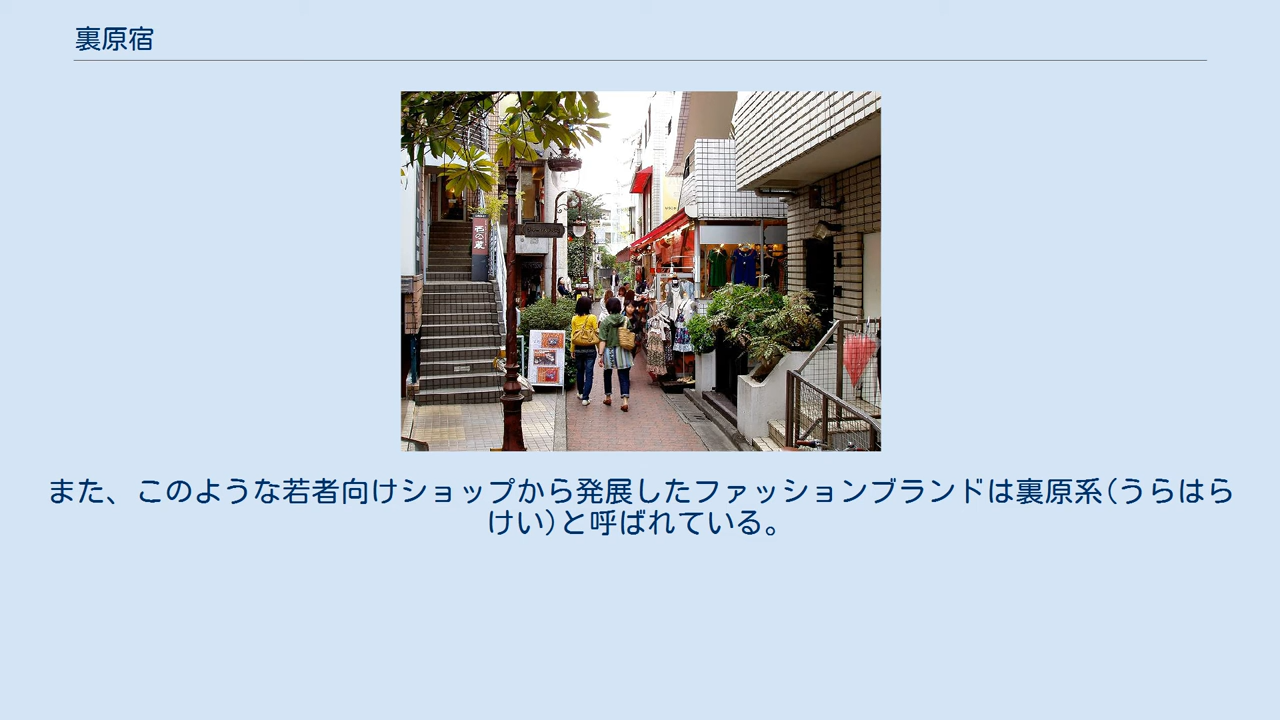 裏原宿
また、このような若者向けショップから発展したファッションブランドは裏原系(うらはら
けい)と呼ばれている。